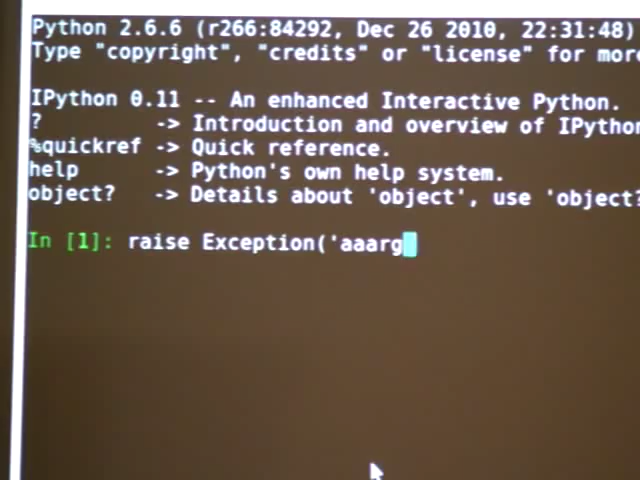 Python 2.6.6 (r266:84292, Dec 26 2010, 22:31:48)
Type "copyright", "credits" or "license" for more
IPython 0.11 -- An enhanced Interactive Python.
?         -> Introduction and overview of IPython
%quickref -> Quick reference.
help      -> Python's own help system.
object?   -> Details about 'object', use 'object?
In [1]: raise Exception('aaarg